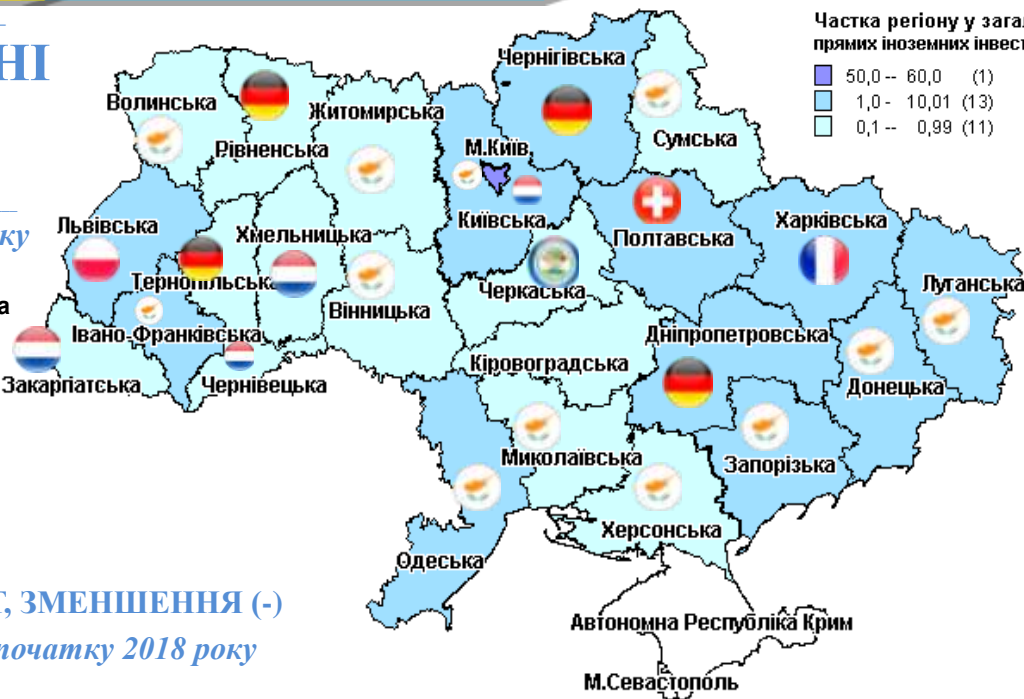 НІ
ку
а
Частка регіону у загал
прямих іноземних інвест
50,0 -- 60,0 (1)
1,0 - 10,01 (13)
0,1 -- 0,99 (11)
Чернігівська
Волинська
Житомирська
Рівненська
М.Київ
Сумська
Львівська
Хмельницька
Київська
Полтавська
Харківська
Тернопільська
Вінницька
Черкаська
Луганська
Івано-Франківська
Дніпропетровська
Закарпатська
Чернівецька
Кіровоградська
Донецька
Миколаївська
Запорізька
Херсонська
Одеська
Т, ЗМЕНШЕННЯ (-)
початку 2018 року
Автономна Республіка Крим
М.Севастополь